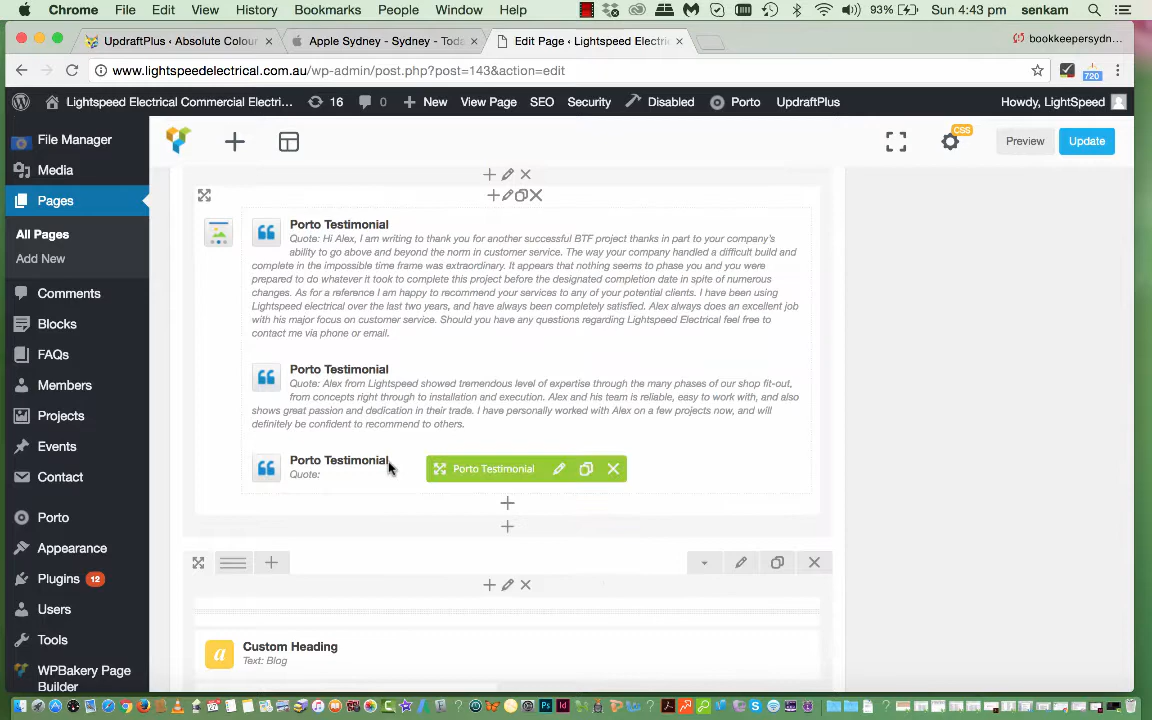 Chrome File Edit View History Bookmarks People Window Help 93% Sun 4:43 pm senkam
UpdraftPlus ‹ Absolute Colour Apple Sydney - Sydney - Toda Edit Page ‹ Lightspeed Electric bookkeepersydn...
www.lightspeedelectrical.com.au/wp-admin/post.php?post=143&action=edit 720
Lightspeed Electrical Commercial Electri... 16 0 New View Page SEO Security Disabled Porto UpdraftPlus Howdy, LightSpeed
File Manager
Media
Pages
All Pages
Add New
Comments
Blocks
FAQs
Members
Projects
Events
Contact
Porto
Appearance
Plugins 12
Users
Tools
WPBakery Page
Builder
CSS
Preview Update
Porto Testimonial
Quote: Hi Alex, I am writing to thank you for another successful BTF project thanks in part to your company's
ability to go above and beyond the norm in customer service. The way your company handled a difficult build and
complete in the impossible time frame was extraordinary. It appears that nothing seems to phase you and you were
prepared to do whatever it took to complete this project before the designated completion date in spite of numerous
changes. As for a reference I am happy to recommend your services to any of your potential clients. I have been using
Lightspeed electrical over the last two years, and have always been completely satisfied. Alex always does an excellent job
with his major focus on customer service. Should you have any questions regarding Lightspeed Electrical feel free to
contact me via phone or email.
Porto Testimonial
Quote: Alex from Lightspeed showed tremendous level of expertise through the many phases of our shop fit-out,
from concepts right through to installation and execution. Alex and his team is reliable, easy to work with, and also
shows great passion and dedication in their trade. I have personally worked with Alex on a few projects now, and will
definitely be confident to recommend to others.
Porto Testimonial
Quote:
Porto Testimonial
Custom Heading
Text: Blog